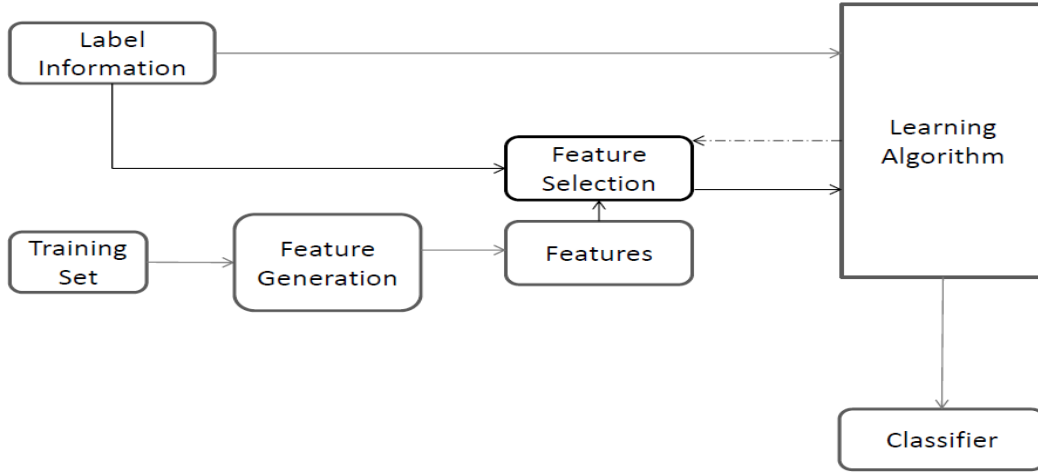 Label
Information
Learning
Algorithm
Feature
Selection
Training
Set
Feature
Generation
Features
Classifier